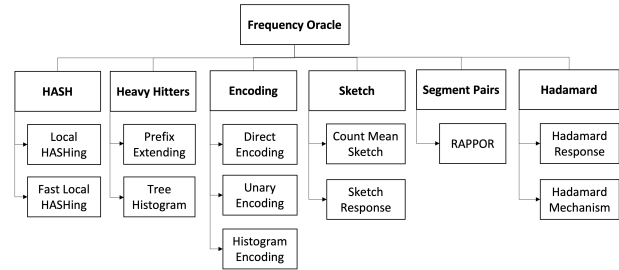 Frequency Oracle
HASH
Heavy Hitters
Encoding
Sketch
Segment Pairs
Hadamard
Local
HASHing
Prefix
Extending
Direct
Encoding
Count Mean
Sketch
RAPPOR
Hadamard
Response
Fast Local
HASHing
Tree
Histogram
Unary
Encoding
Sketch
Response
Hadamard
Mechanism
Histogram
Encoding